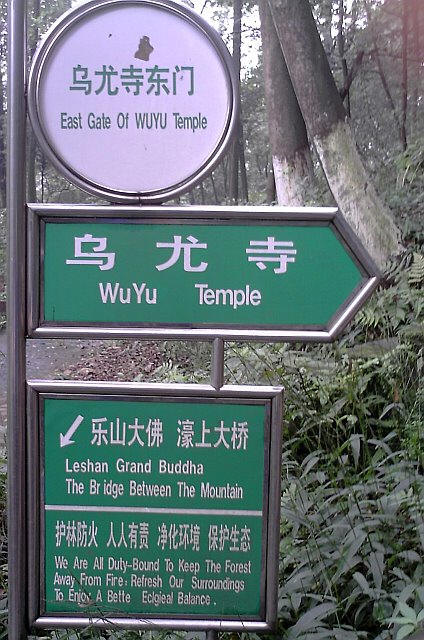 乌尤寺东门
East Gate Of WUYU Temple
乌尤寺
WuYu Temple
乐山大佛 濠上大桥
Leshan Grand Buddha
The Bridge Between The Mountain
护林防火 人人有责 净化环境 保护生态
We Are All Duty-Bound To Keep The Forest
Away From Fire. Refresh Our Surroundings
To Enjoy A Bette Eclgieal Balance.